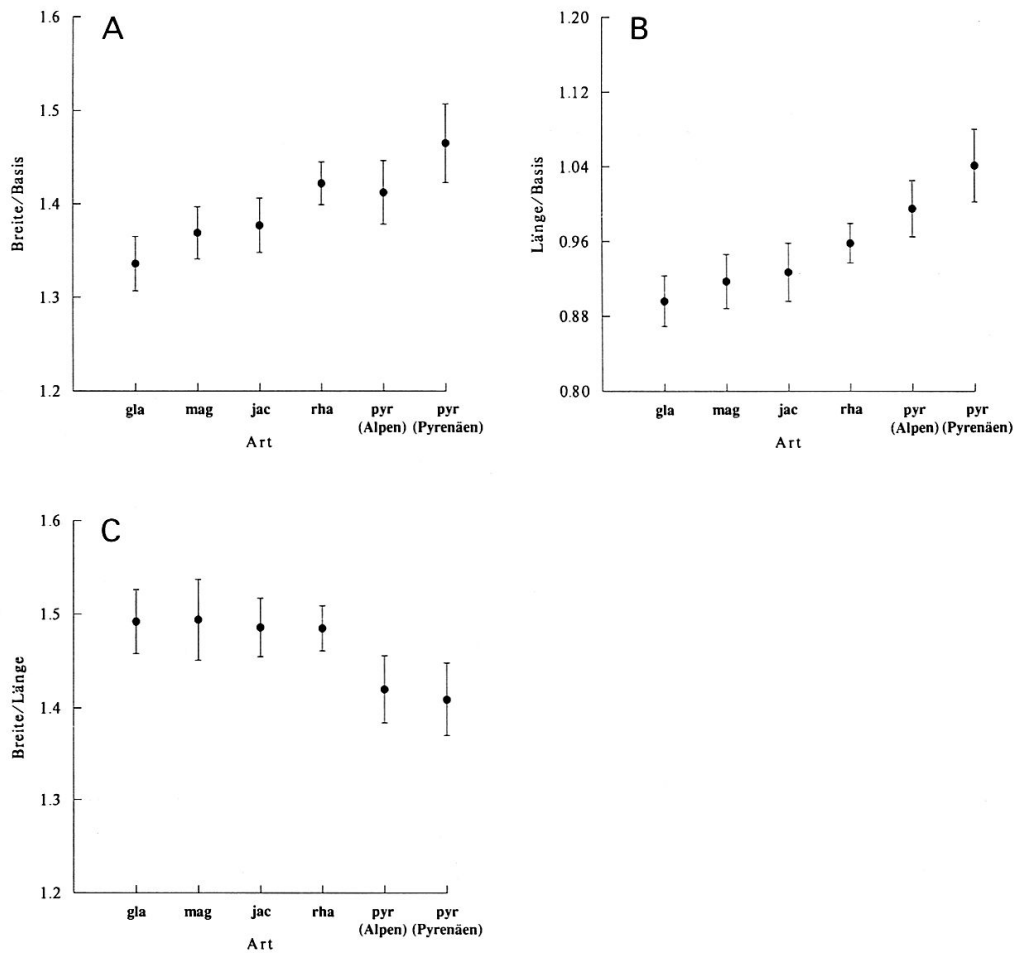 A
1.6
1.5
1.4
1.3
1.2
Breite/Basis
gla mag jac rha pyr pyr
(Alpen) (Pyrenäen)
Art
B
1.20
1.12
1.04
0.96
0.88
0.80
Länge/Basis
gla mag jac rha pyr pyr
(Alpen) (Pyrenäen)
Art
C
1.6
1.5
1.4
1.3
1.2
Breite/Länge
gla mag jac rha pyr pyr
(Alpen) (Pyrenäen)
Art